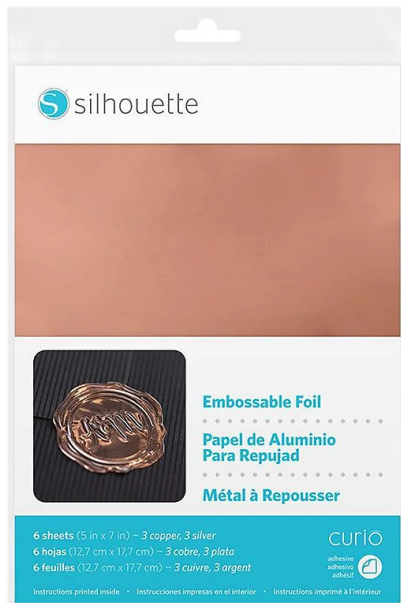 silhouette
Embossable Foil
Papel de Aluminio
Para Repujad
Métal à Repousser
6 sheets (5 in x 7 in) – 3 copper, 3 silver
6 hojas (12,7 cm x 17,7 cm) – 3 cobre, 3 plata
6 feuilles (12,7 cm x 17,7 cm) – 3 cuivre, 3 argent
curio
adhesive
adhesivo
adhésif
Instructions printed inside • Instrucciones impresas en el interior • Instructions imprimé à l'intérieur